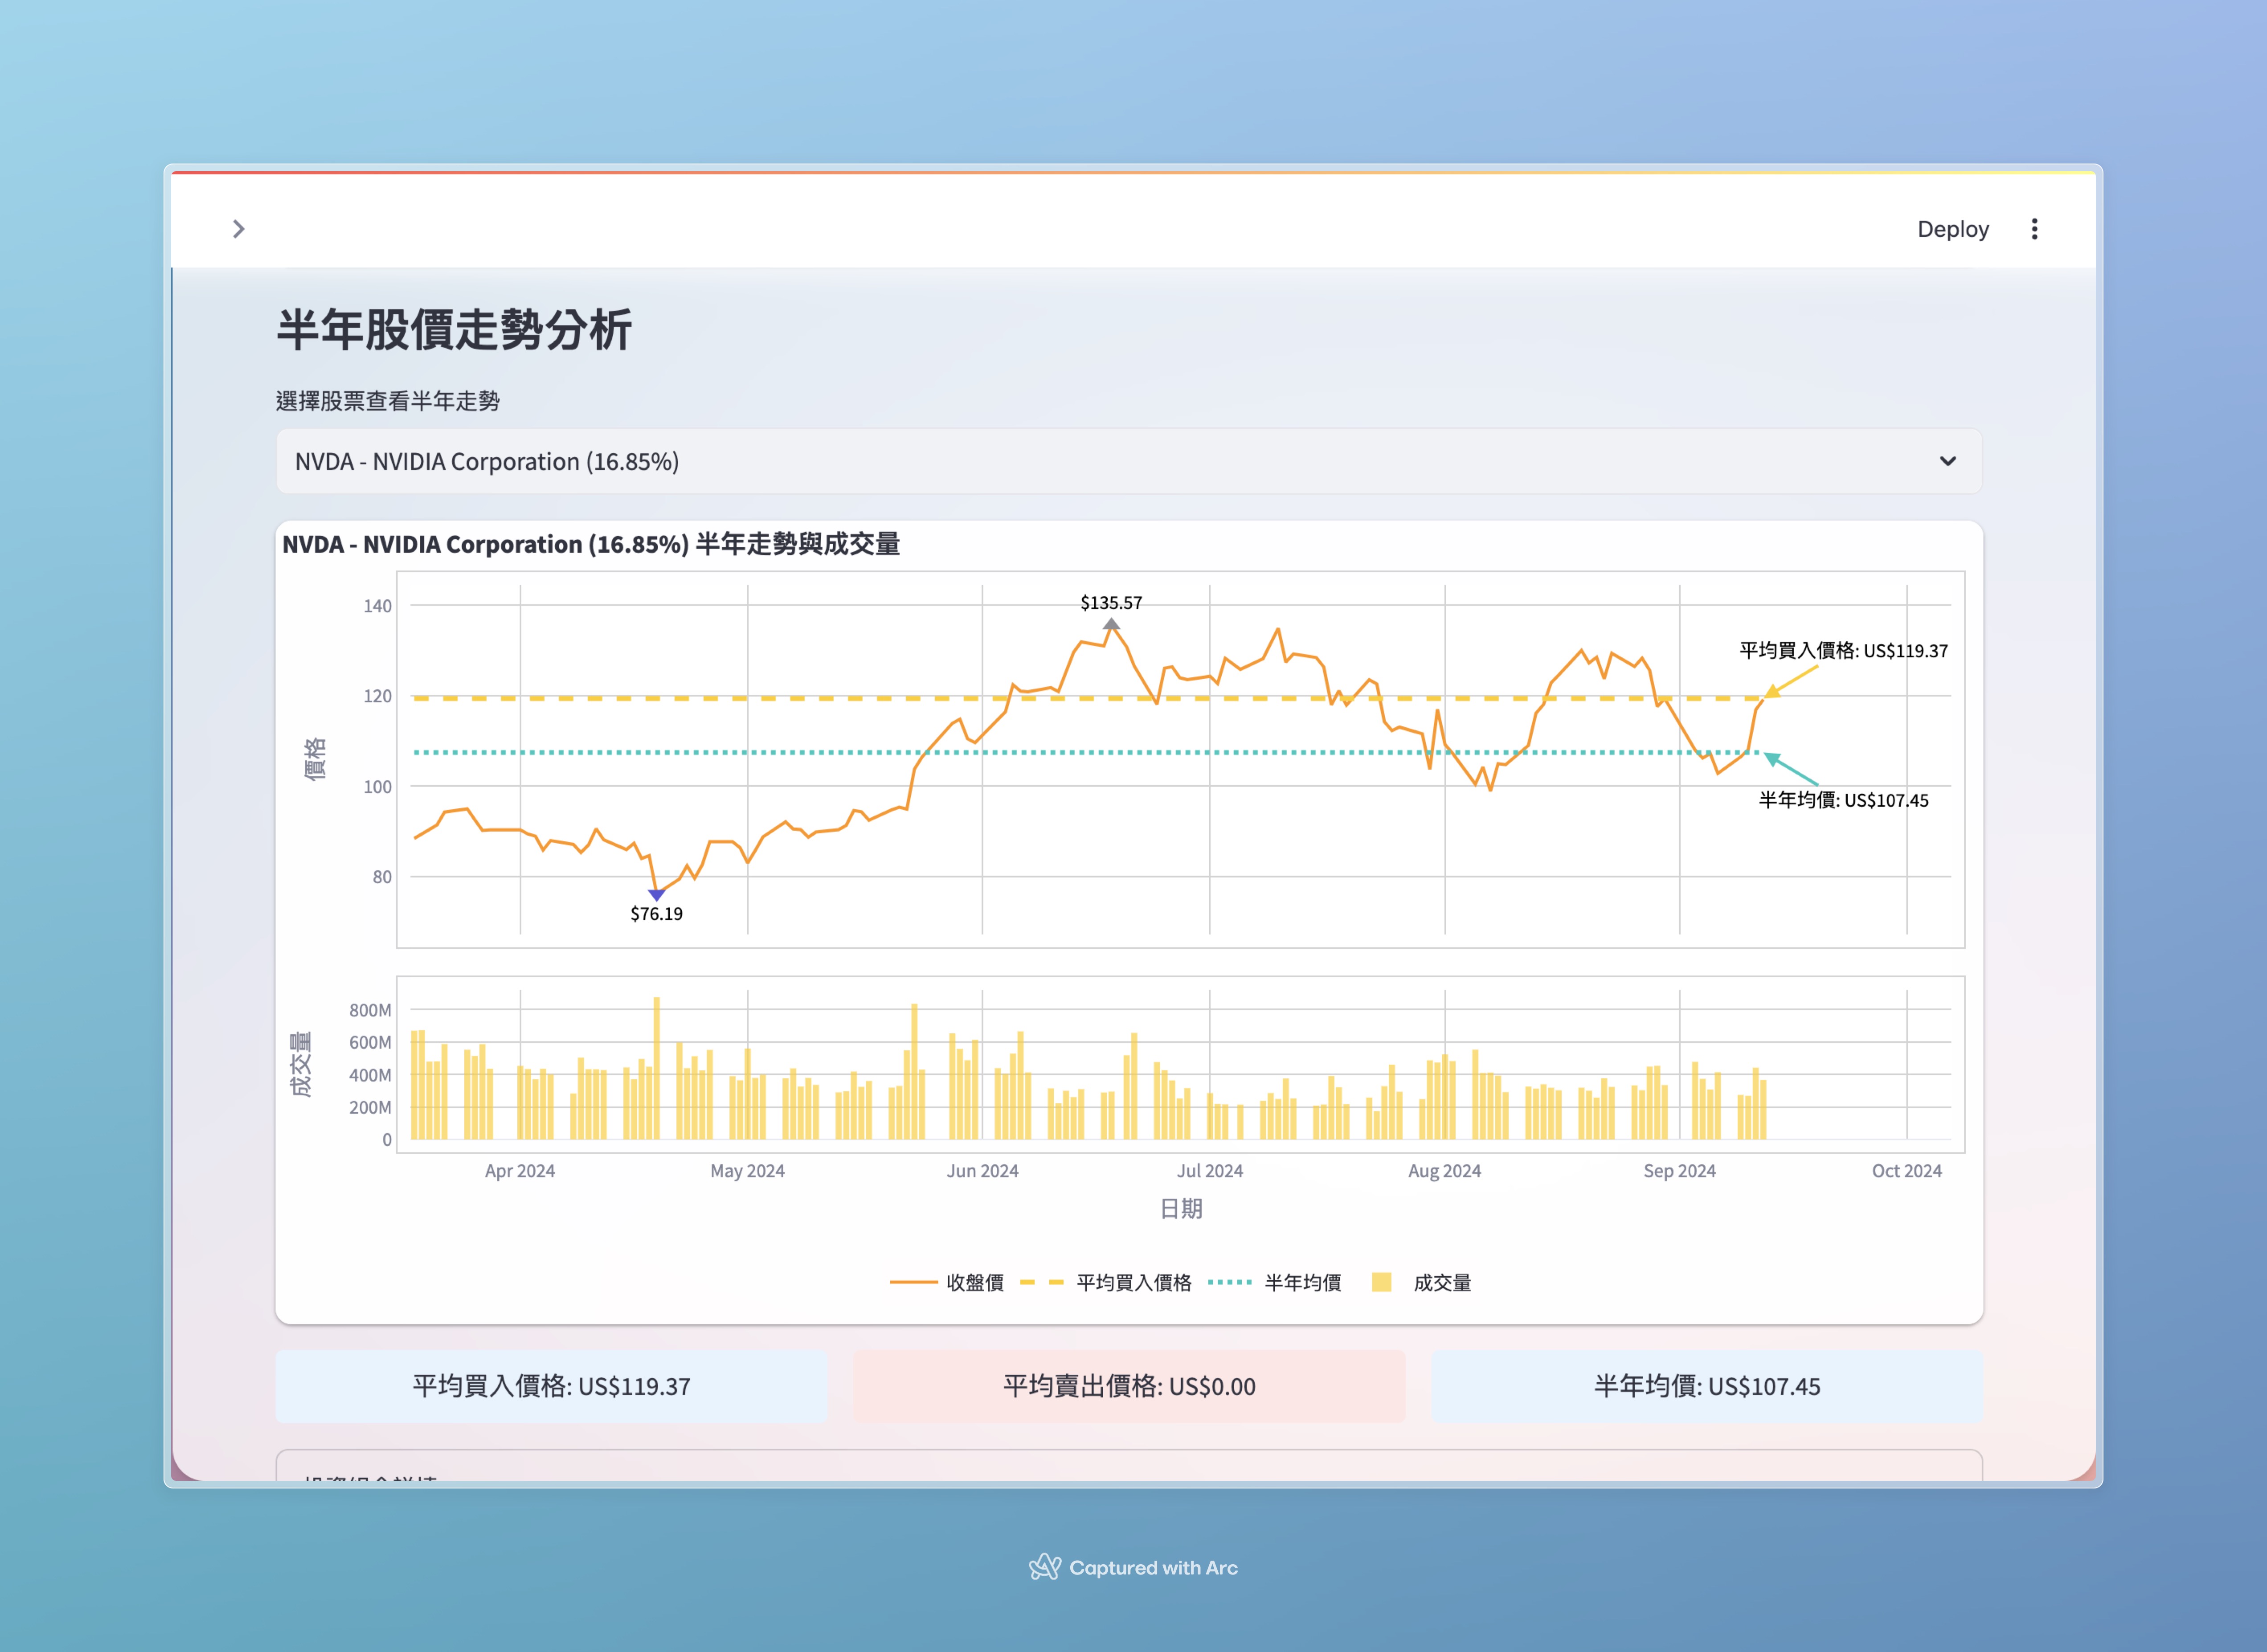 Deploy
半年股價走勢分析
選擇股票查看半年走勢
NVDA - NVIDIA Corporation (16.85%)
NVDA - NVIDIA Corporation (16.85%) 半年走勢與成交量
140
120
100
80
價格
$135.57
$76.19
平均買入價格: US$119.37
半年均價: US$107.45
800M
600M
400M
200M
0
成交量
Apr 2024 May 2024 Jun 2024 Jul 2024 Aug 2024 Sep 2024 Oct 2024
日期
收盤價 平均買入價格 半年均價 成交量
平均買入價格: US$119.37 平均賣出價格: US$0.00 半年均價: US$107.45
Captured with Arc